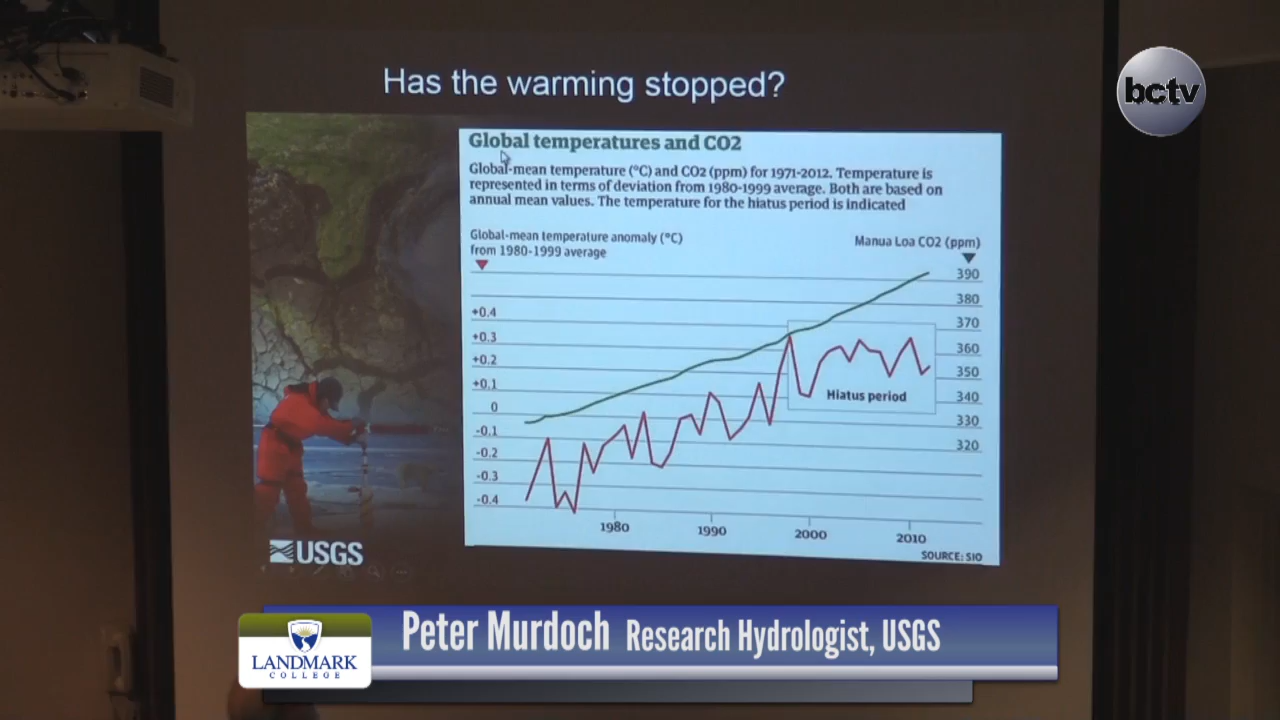 Has the warming stopped?
bctv
Global temperatures and CO2
Global-mean temperature (°C) and CO2 (ppm) for 1971-2012. Temperature is
represented in terms of deviation from 1980-1999 average. Both are based on
annual mean values. The temperature for the hiatus period is indicated
Global-mean temperature anomaly (°C)
from 1980-1999 average
Manua Loa CO2 (ppm)
390
380
+0.4
370
+0.3
360
+0.2
350
+0.1
340
0
330
-0.1
320
-0.2
-0.3
-0.4
Hiatus period
1980
1990
2000
2010
SOURCE: SIO
USGS
Peter Murdoch Research Hydrologist, USGS
LANDMARK
COLLEGE